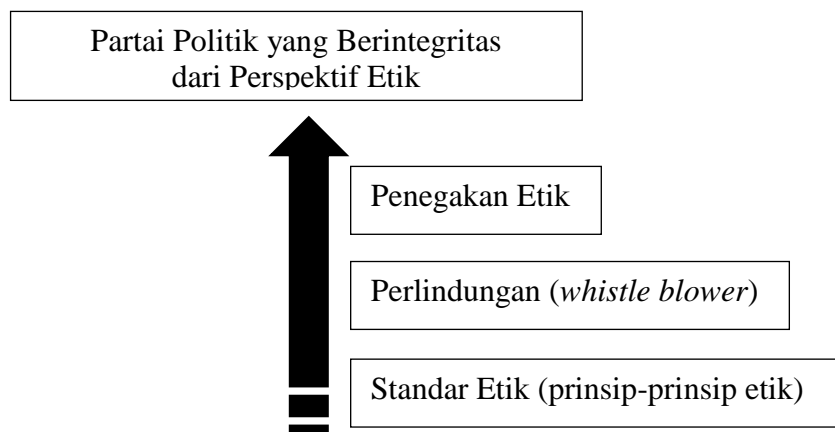 Partai Politik yang Berintegritas
dari Perspektif Etik
Penegakan Etik
Perlindungan (whistle blower)
Standar Etik (prinsip-prinsip etik)